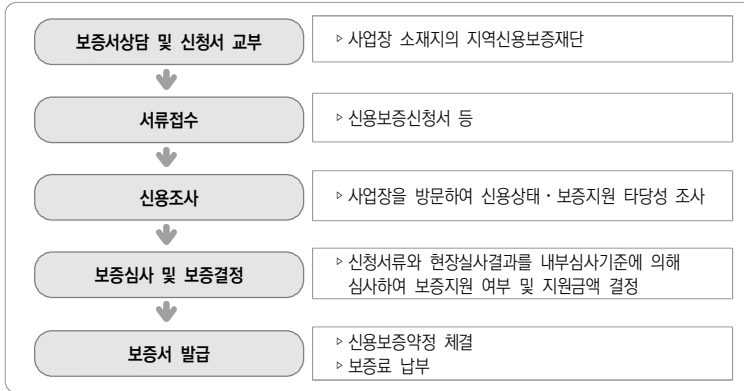 보증서상담 및 신청서 교부
▹사업장 소재지의 지역신용보증재단
서류접수
▹신용보증신청서 등
신용조사
▹사업장을 방문하여 신용상태・보증지원 타당성 조사
보증심사 및 보증결정
▹신청서류와 현장실사결과를 내부심사기준에 의해
심사하여 보증지원 여부 및 지원금액 결정
보증서 발급
▹신용보증약정 체결
▹보증료 납부